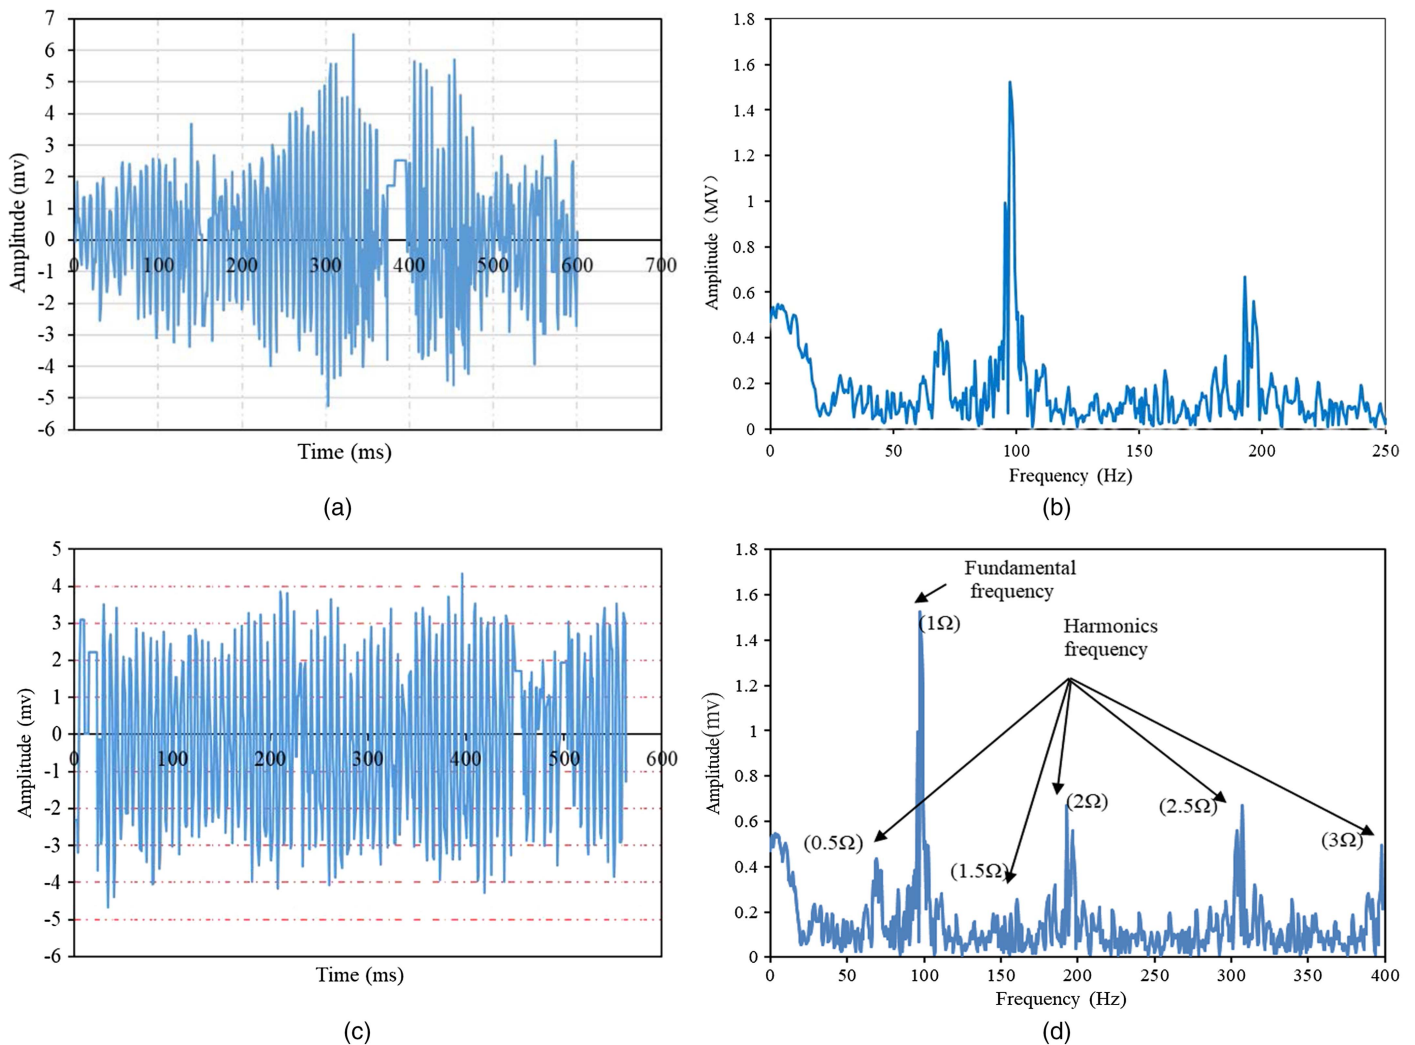 (a)
7
6
5
4
3
2
1
0
-1
-2
-3
-4
-5
-6
Amplitude (mv)
0 100 200 300 400 500 600 700
Time (ms)
(b)
1.8
1.6
1.4
1.2
1
0.8
0.6
0.4
0.2
0
Amplitude（MV）
0 50 100 150 200 250
Frequency (Hz)
(a)
(b)
5
4
3
2
1
0
-1
-2
-3
-4
-5
-6
Amplitude (mv)
0 100 200 300 400 500 600
Time (ms)
(c)
1.8
1.6
1.4
1.2
1
0.8
0.6
0.4
0.2
0
Amplitude(mv)
Fundamental
frequency
(1Ω)
Harmonics
frequency
(0.5Ω)
(1.5Ω)
(2Ω)
(2.5Ω)
(3Ω)
0 50 100 150 200 250 300 350 400
Frequency (Hz)
(d)